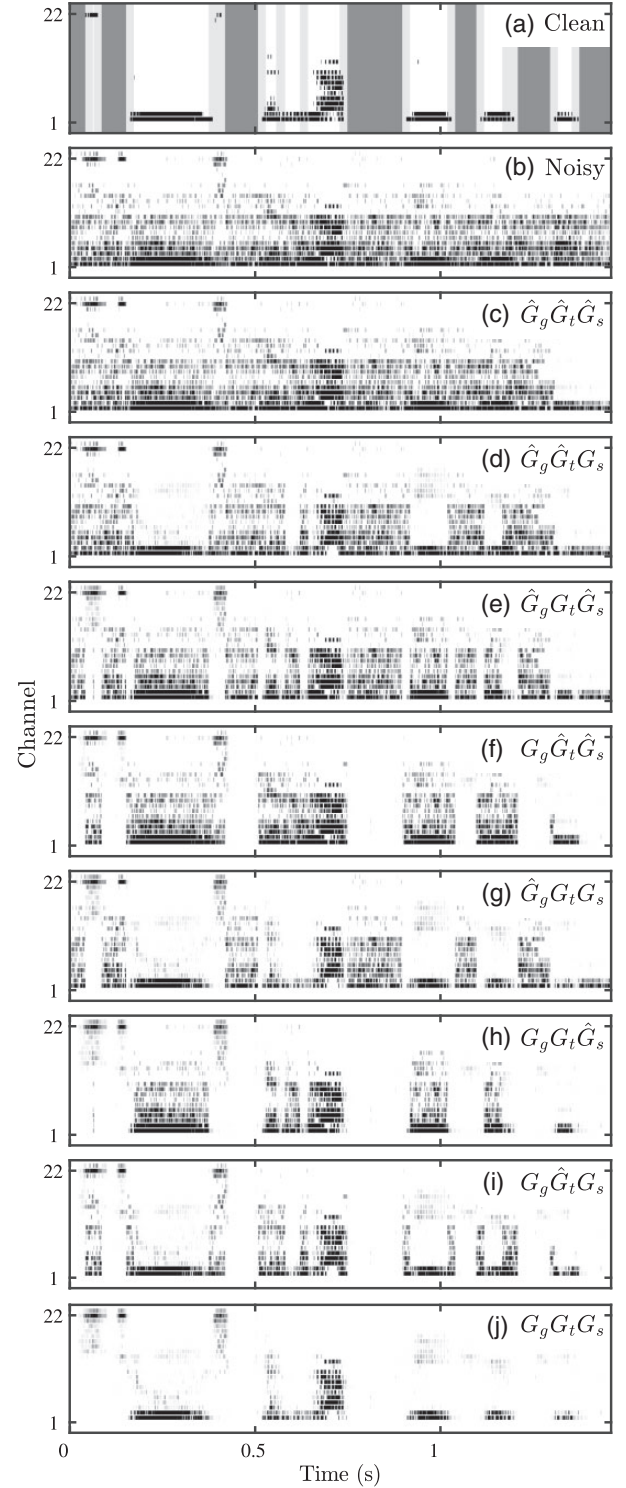 22
(a) Clean
1
22
(b) Noisy
1
22
(c) Ĝ_g Ĝ_t Ĝ_s
1
22
(d) Ĝ_g Ĝ_t G_s
1
22
(e) Ĝ_g G_t Ĝ_s
1
Channel
22
(f) G_g Ĝ_t Ĝ_s
1
22
(g) Ĝ_g G_t G_s
1
22
(h) G_g G_t Ĝ_s
1
22
(i) G_g Ĝ_t G_s
1
22
(j) G_g G_t G_s
1
0 0.5 1
Time (s)